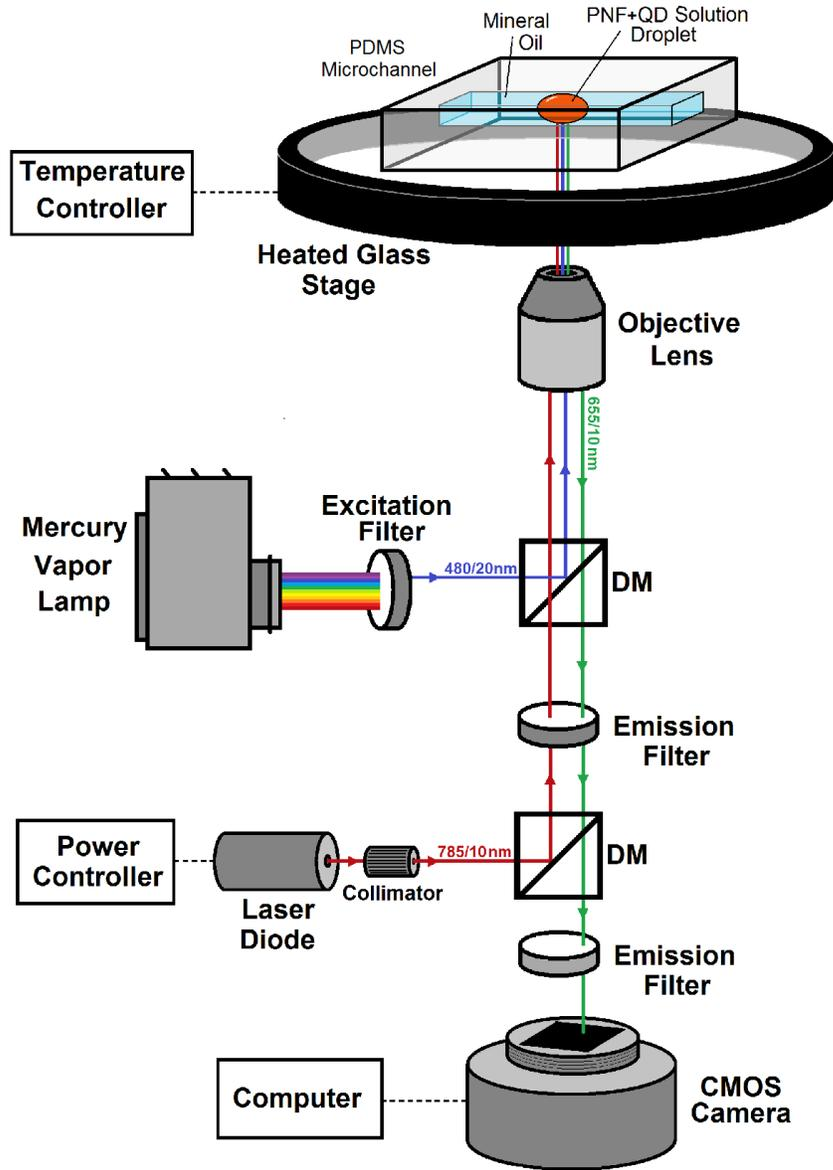 Mineral
Oil
PNF+QD Solution
Droplet
PDMS
Microchannel
Temperature
Controller
Heated Glass
Stage
Objective
Lens
655/10nm
Mercury
Vapor
Lamp
Excitation
Filter
480/20nm
DM
Emission
Filter
Power
Controller
Laser
Diode
Collimator
785/10nm
DM
Emission
Filter
Computer
CMOS
Camera